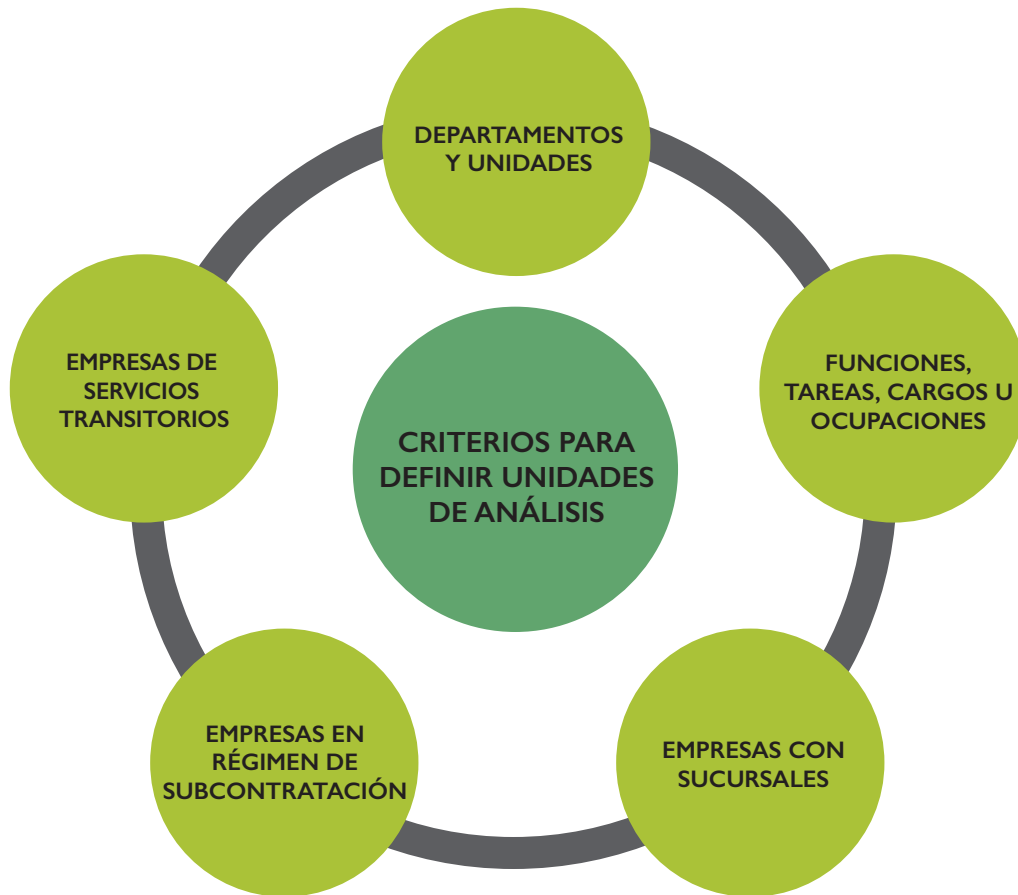 DEPARTAMENTOS
Y UNIDADES
FUNCIONES,
TAREAS, CARGOS U
OCUPACIONES
EMPRESAS CON
SUCURSALES
EMPRESAS EN
RÉGIMEN DE
SUBCONTRATACIÓN
EMPRESAS DE
SERVICIOS
TRANSITORIOS
CRITERIOS PARA
DEFINIR UNIDADES
DE ANÁLISIS